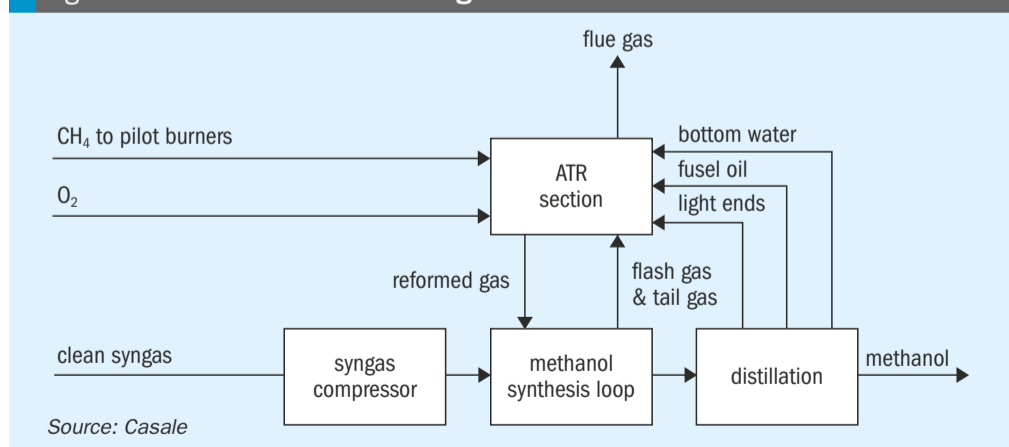 flue gas
CH₄ to pilot burners
bottom water
ATR
section
fusel oil
O₂
light ends
reformed gas
flash gas
& tail gas
clean syngas
syngas
compressor
methanol
synthesis loop
distillation
methanol
Source: Casale